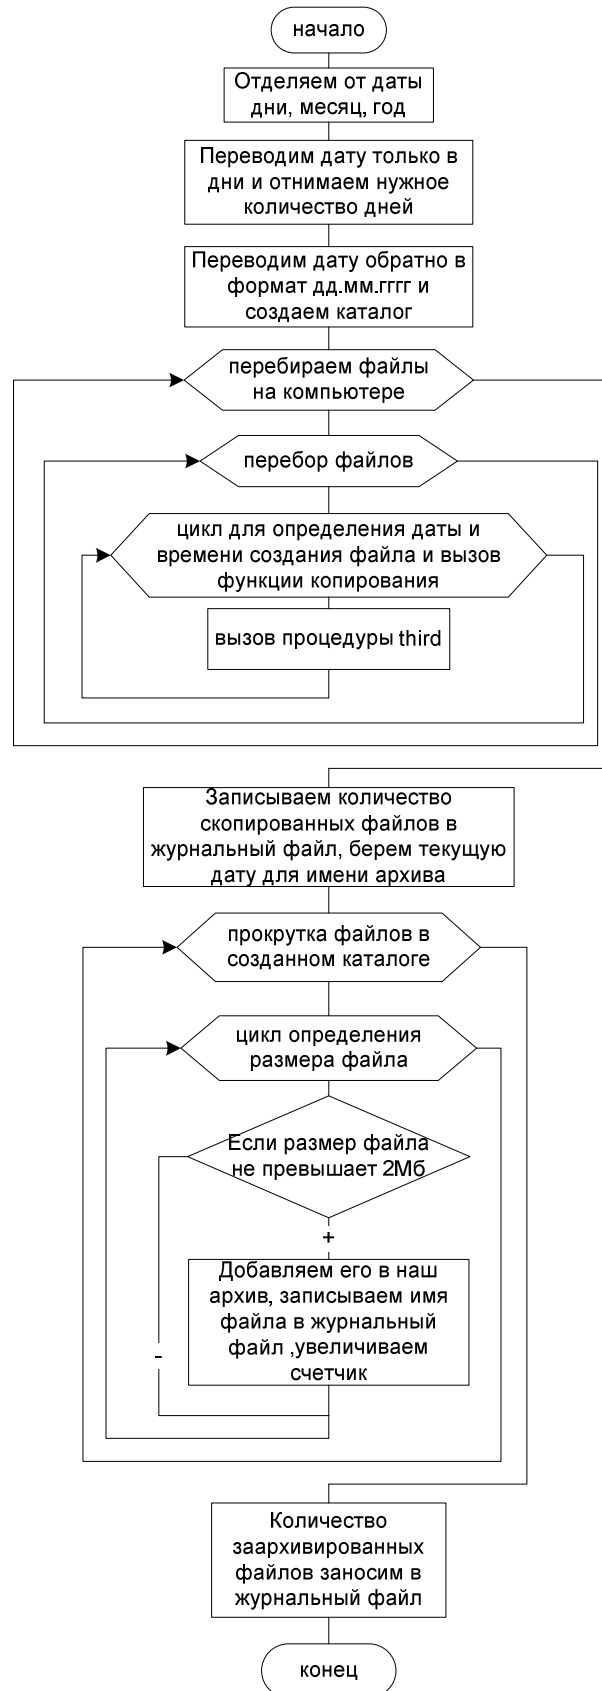 начало
Отделяем от даты
дни, месяц, год
Переводим дату только в
дни и отнимаем нужное
количество дней
Переводим дату обратно в
формат дд.мм.гггг и
создаем каталог
перебираем файлы
на компьютере
перебор файлов
цикл для определения даты и
времени создания файла и вызов
функции копирования
вызов процедуры third
Записываем количество
скопированных файлов в
журнальный файл, берем текущую
дату для имени архива
прокрутка файлов в
созданном каталоге
цикл определения
размера файла
Если размер файла
не превышает 2Мб
+
Добавляем его в наш
архив, записываем имя
файла в журнальный
файл ,увеличиваем
счетчик
-
Количество
заархивированных
файлов заносим в
журнальный файл
конец